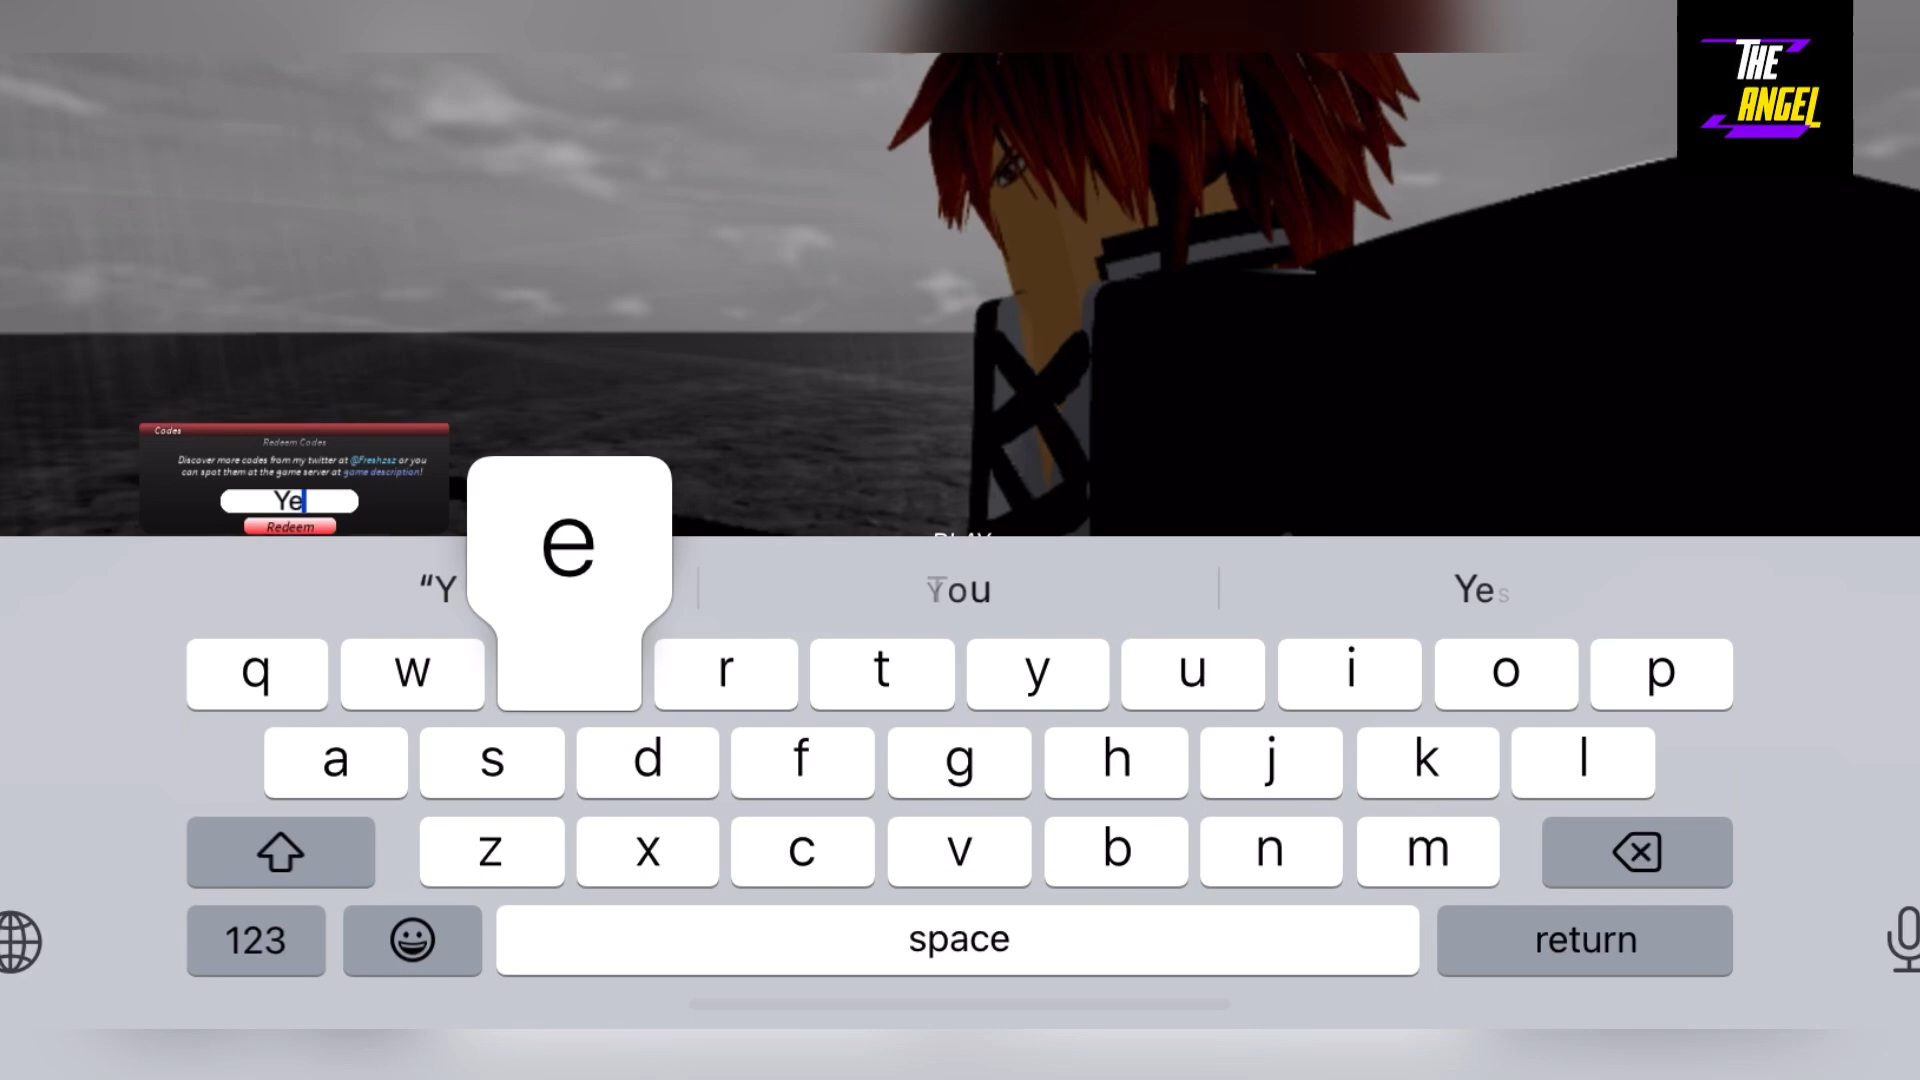 THE
ANGEL
Codes
Redeem Codes
Discover more codes from my twitter at @Freshzsz or you
can spot them at the game server at game description!
Ye
Redeem
PLAY
e
“Y
You
Yes
q w r t y u i o p
a s d f g h j k l
z x c v b n m
123 space return